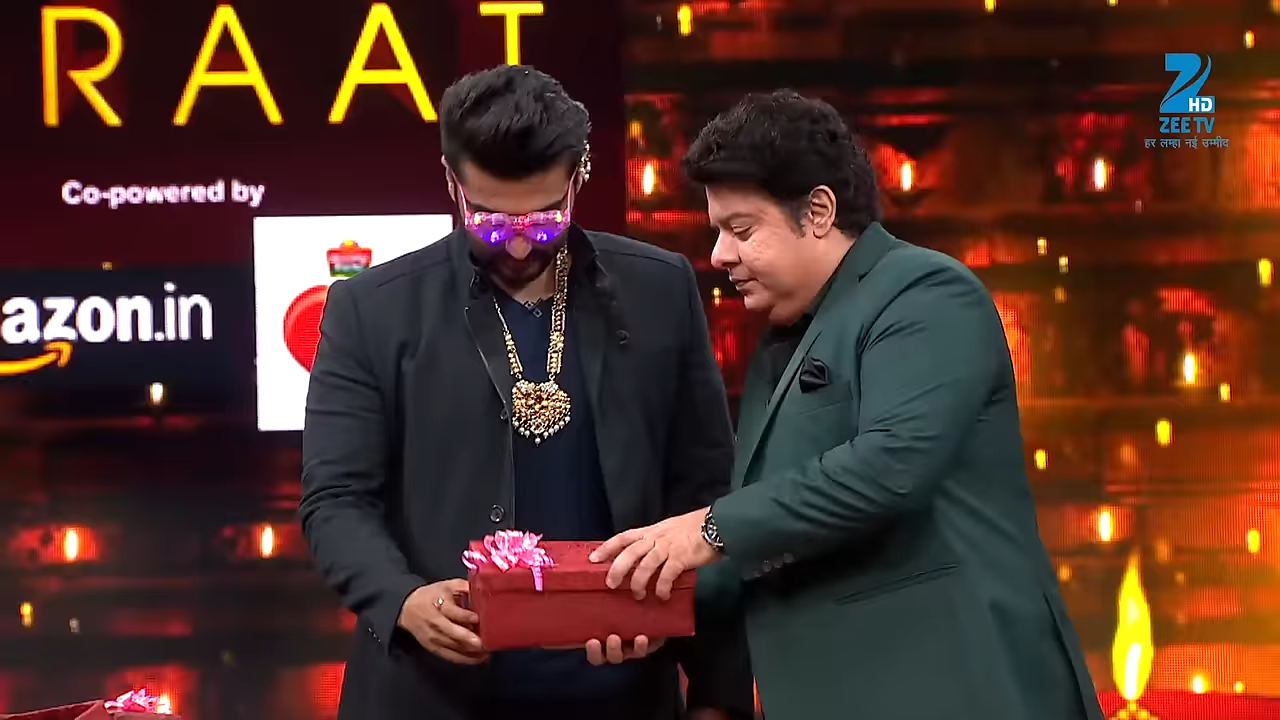 RAAT
Co-powered by
azon.in
HD
ZEE TV
हर लम्हा नई उम्मीद